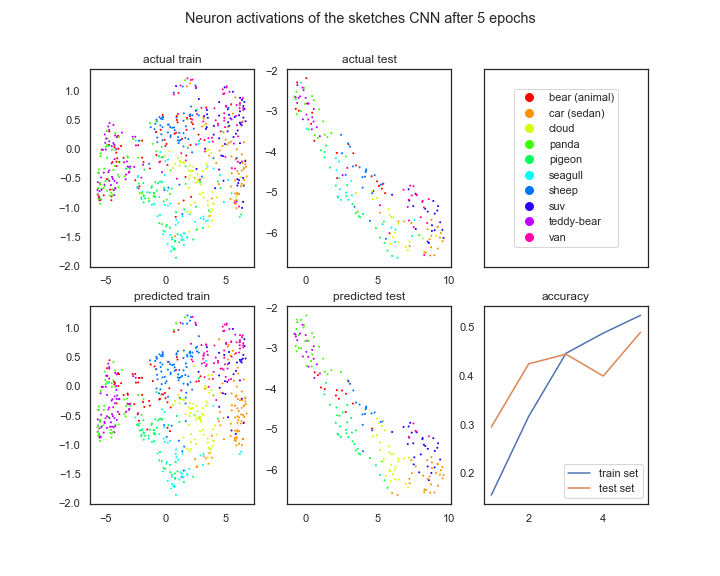 Neuron activations of the sketches CNN after 5 epochs
actual train
1.0
0.5
0.0
−0.5
−1.0
−1.5
−2.0
−5
0
5
actual test
−2
−3
−4
−5
−6
0
5
10
bear (animal)
car (sedan)
cloud
panda
pigeon
seagull
sheep
suv
teddy-bear
van
predicted train
1.0
0.5
0.0
−0.5
−1.0
−1.5
−2.0
−5
0
5
predicted test
−2
−3
−4
−5
−6
0
5
10
accuracy
0.5
0.4
0.3
0.2
train set
test set
2
4